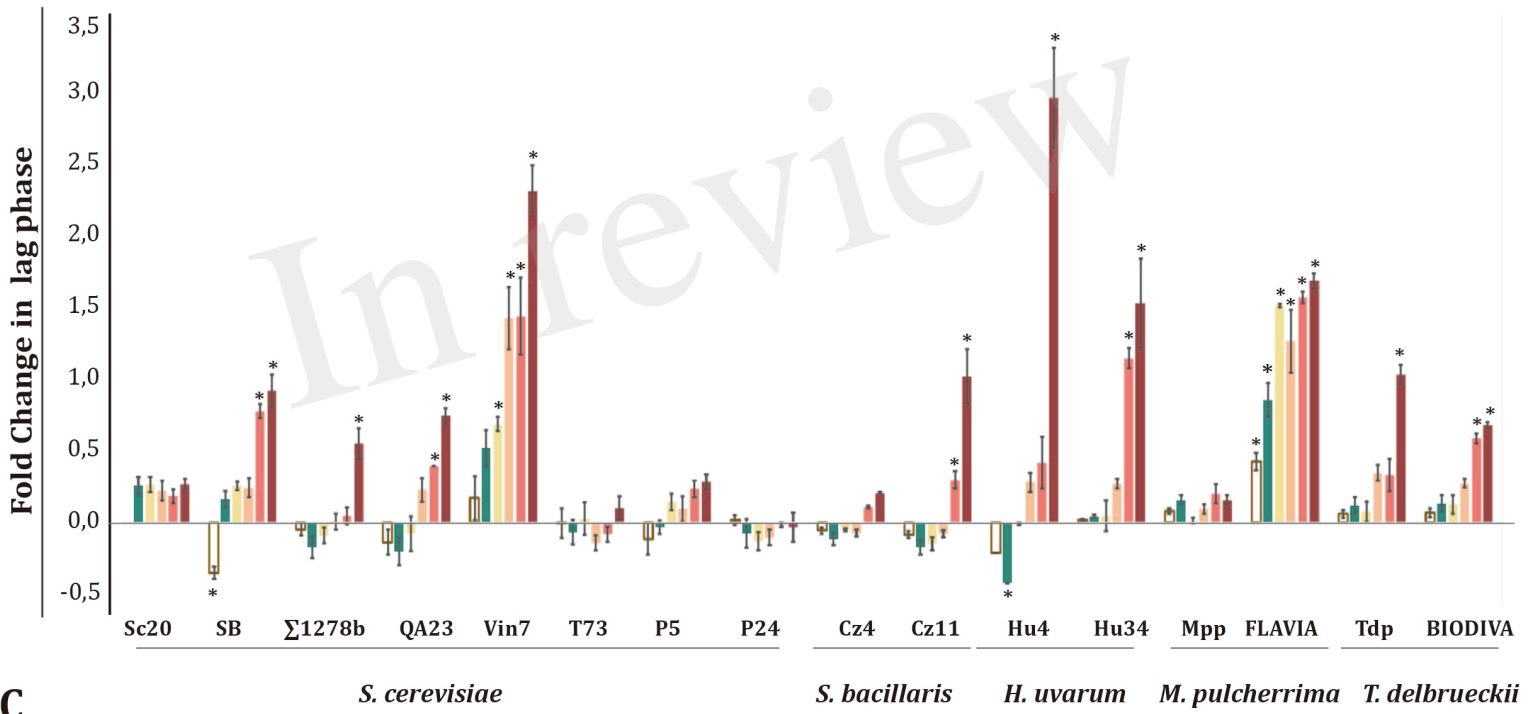 Fold Change in lag phase
3,5
3,0
2,5
2,0
1,5
1,0
0,5
0,0
-0,5
In review
Sc20 SB ∑1278b QA23 Vin7 T73 P5 P24 Cz4 Cz11 Hu4 Hu34 Mpp FLAVIA Tdp BIODIVA
S. cerevisiae S. bacillaris H. uvarum M. pulcherrima T. delbrueckii
C